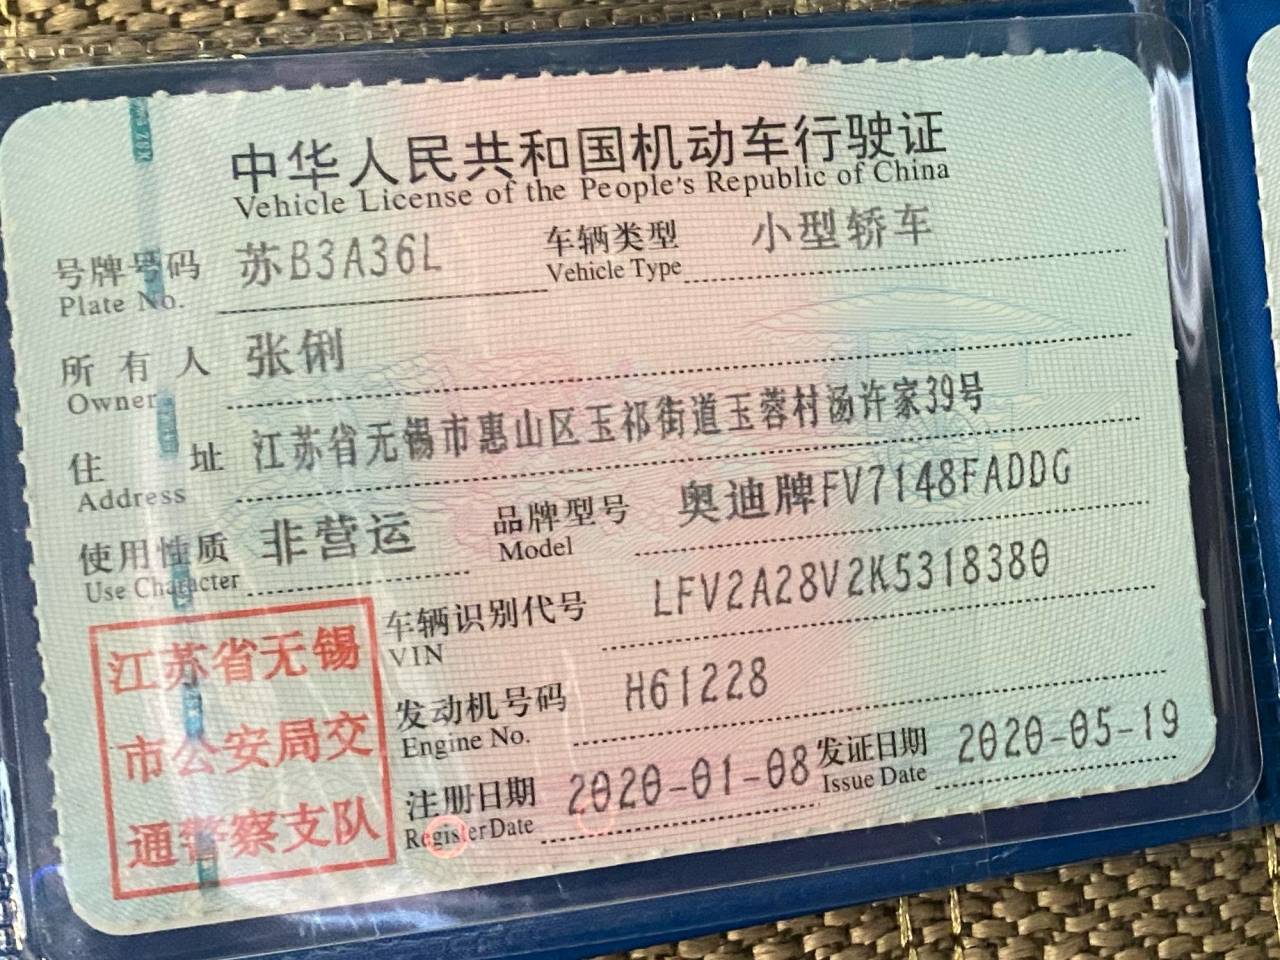 中华人民共和国机动车行驶证
Vehicle License of the People's Republic of China
号牌号码 苏B3A36L 车辆类型 小型轿车
Plate No. Vehicle Type
所有人 张俐
Owner
住址 江苏省无锡市惠山区玉祁街道玉蓉村汤许家39号
Address
使用性质 非营运 品牌型号 奥迪牌FV7148FADDG
Use Character Model
车辆识别代号 LFV2A28V2K5318380
VIN
发动机号码 H61228
Engine No.
注册日期 2020-01-08 发证日期 2020-05-19
Register Date Issue Date
江苏省无锡
市公安局交
通警察支队